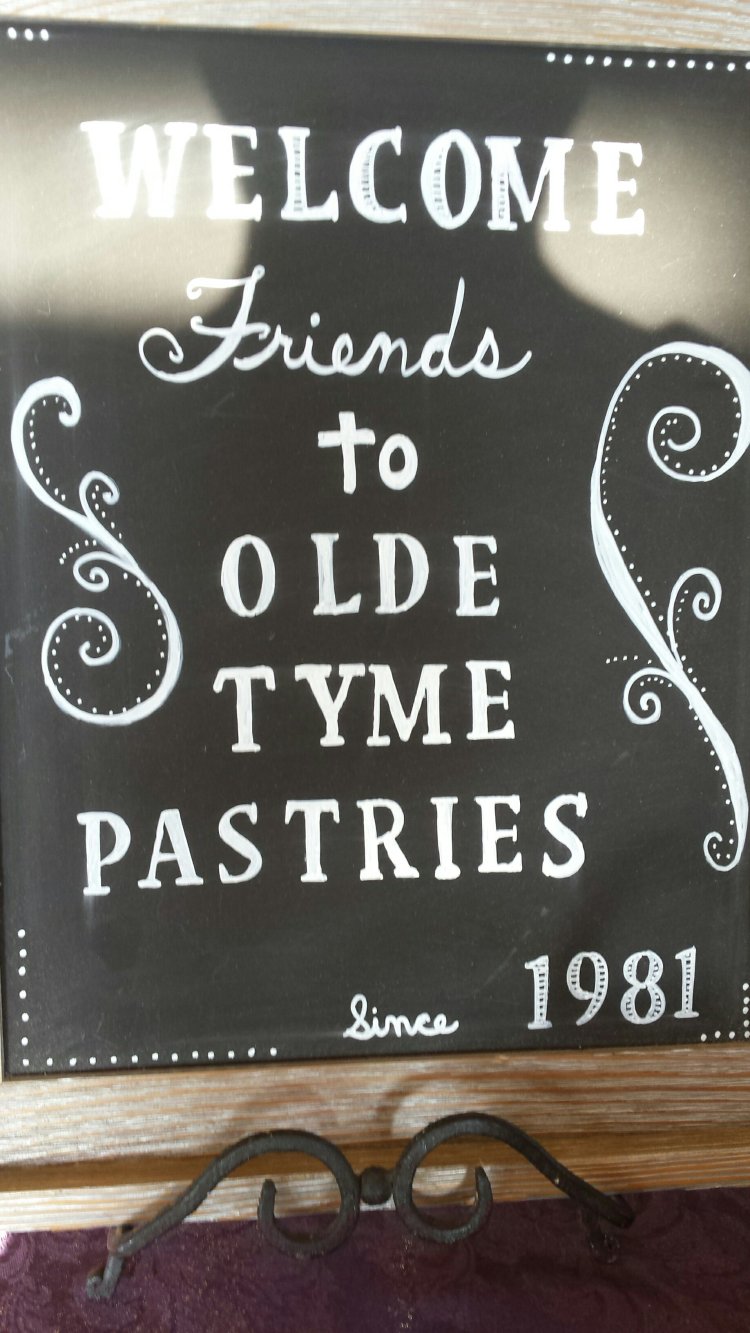 WELCOME
Friends
to
OLDE
TYME
PASTRIES
Since 1981